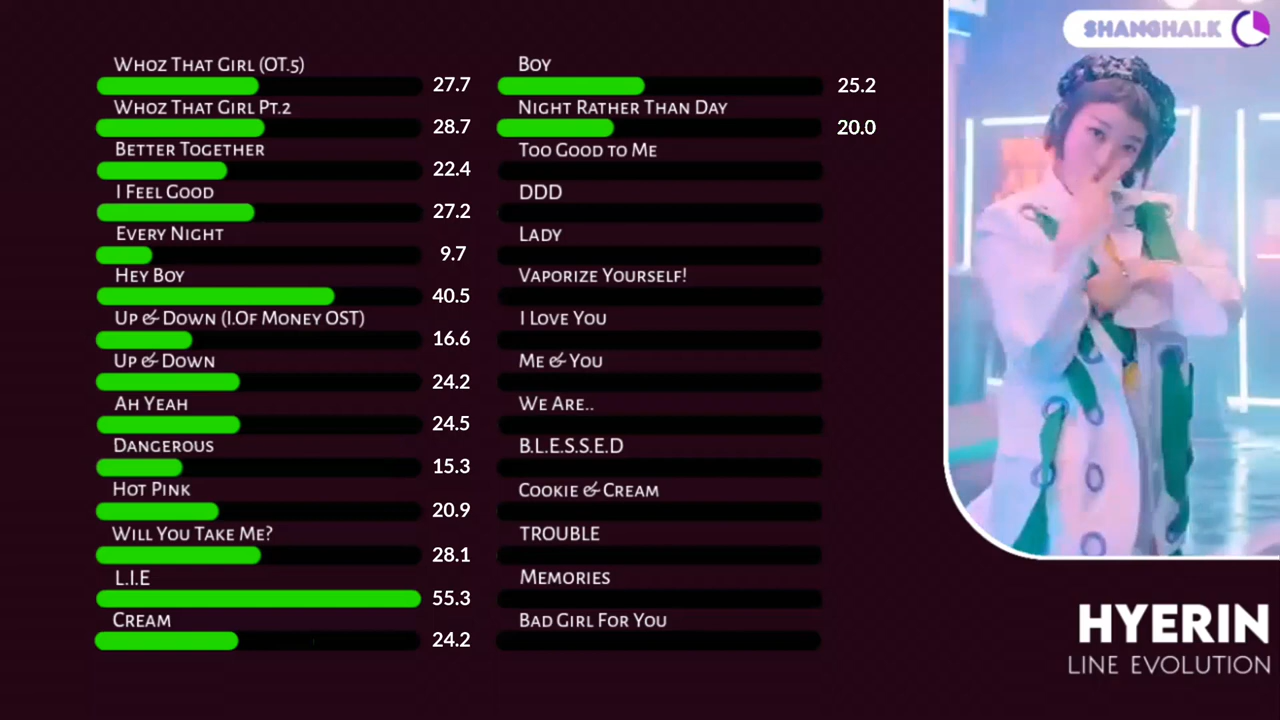 SHANGHAI.K
Whoz That Girl (OT.5)
27.7
Whoz That Girl Pt.2
28.7
Better Together
22.4
I Feel Good
27.2
Every Night
9.7
Hey Boy
40.5
Up & Down (I.Of Money OST)
16.6
Up & Down
24.2
Ah Yeah
24.5
Dangerous
15.3
Hot Pink
20.9
Will You Take Me?
28.1
L.I.E
55.3
Cream
24.2
Boy
25.2
Night Rather Than Day
20.0
Too Good to Me
DDD
Lady
Vaporize Yourself!
I Love You
Me & You
We Are..
B.L.E.S.S.E.D
Cookie & Cream
TROUBLE
Memories
Bad Girl For You
HYERIN
LINE EVOLUTION